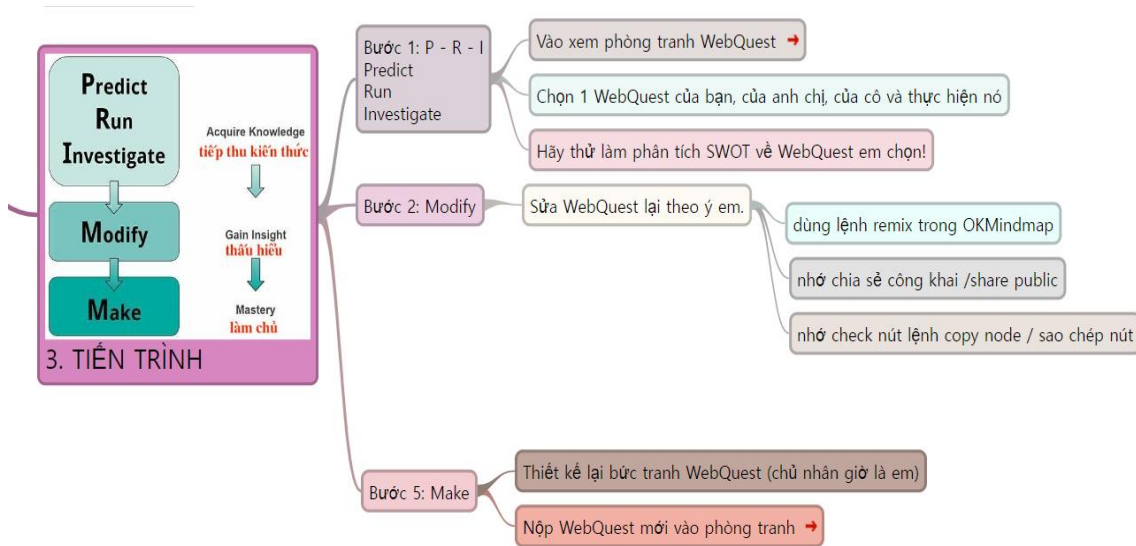 Predict
Run
Investigate
Modify
Make
Acquire Knowledge
tiếp thu kiến thức
Gain Insight
thấu hiểu
Mastery
làm chủ
3. TIẾN TRÌNH
Bước 1: P - R - I
Predict
Run
Investigate
Vào xem phòng tranh WebQuest
Chọn 1 WebQuest của bạn, của anh chị, của cô và thực hiện nó
Hãy thử làm phân tích SWOT về WebQuest em chọn!
Bước 2: Modify
Sửa WebQuest lại theo ý em.
dùng lệnh remix trong OKMindmap
nhớ chia sẻ công khai /share public
nhớ check nút lệnh copy node / sao chép nút
Bước 5: Make
Thiết kế lại bức tranh WebQuest (chủ nhân giờ là em)
Nộp WebQuest mới vào phòng tranh